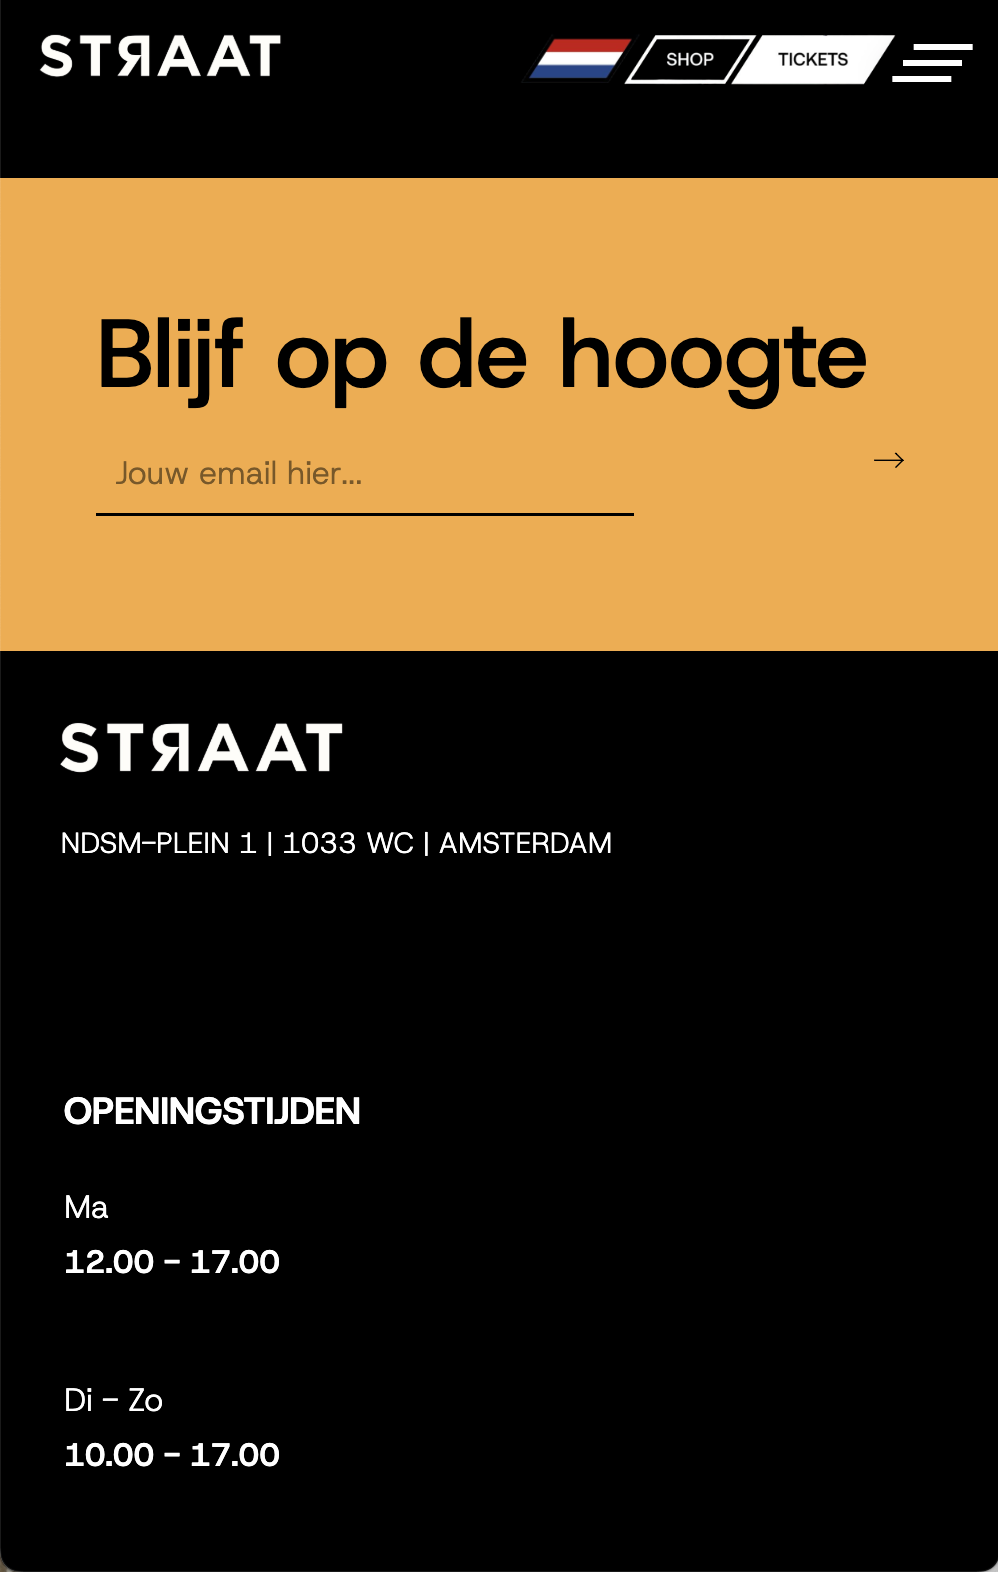 STRAAT
SHOP
TICKETS
Blijf op de hoogte
Jouw email hier...
STRAAT
NDSM-PLEIN 1 | 1033 WC | AMSTERDAM
OPENINGSTIJDEN
Ma
12.00 - 17.00
Di - Zo
10.00 - 17.00